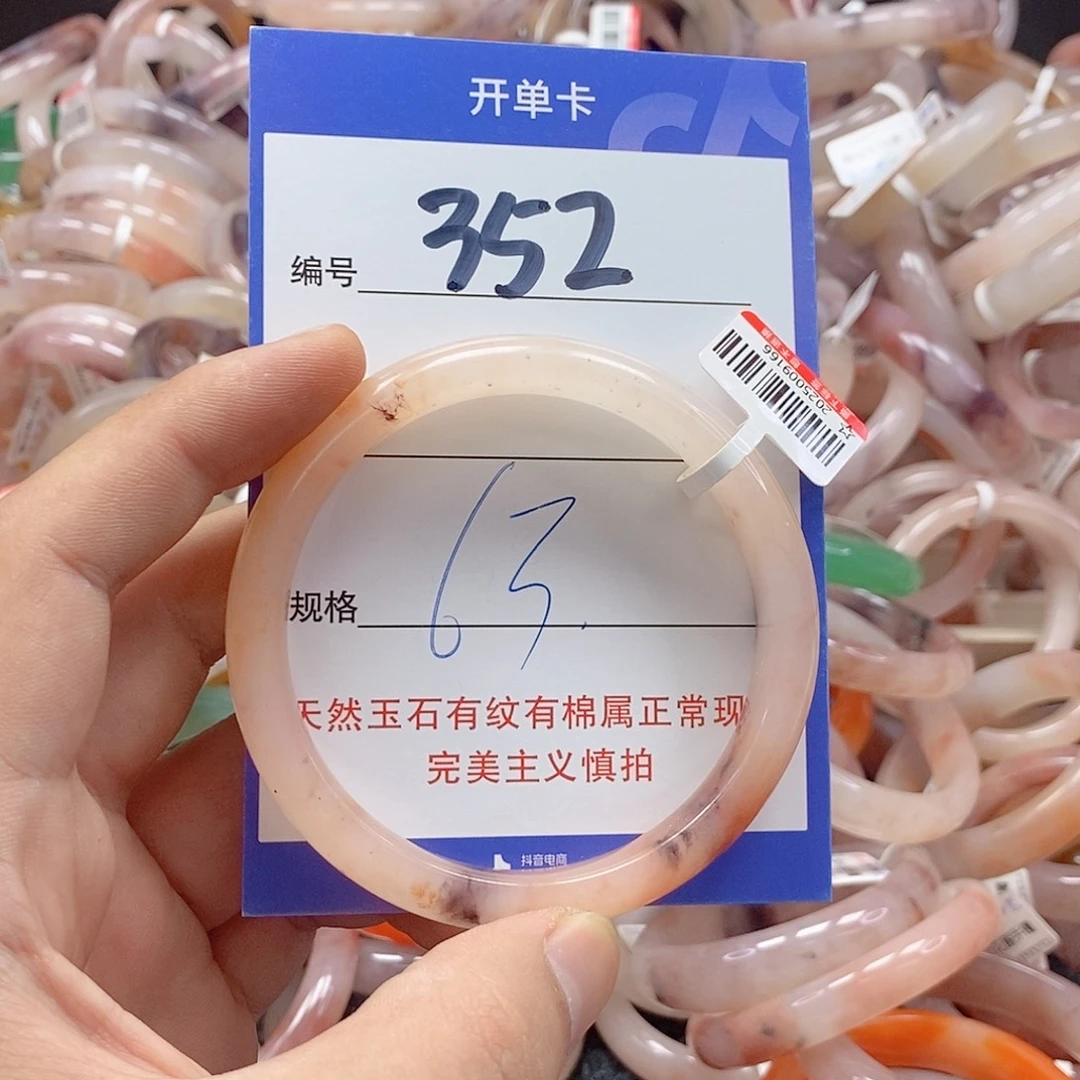 开单卡
编号 352
2025009166
规格 63.
天然玉石有纹有棉属正常现
完美主义慎拍
抖音电商